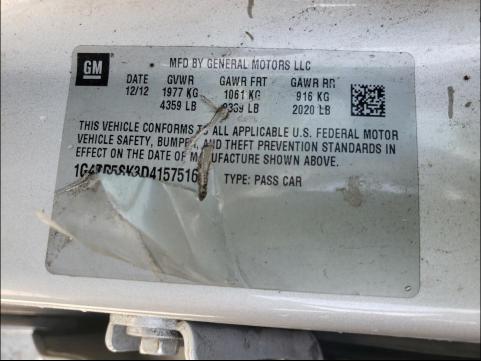 GM
MFD BY GENERAL MOTORS LLC
DATE GVWR GAWR FRT GAWR RR
12/12 1977 KG 1061 KG 916 KG
4359 LB 2339 LB 2020 LB
THIS VEHICLE CONFORMS TO ALL APPLICABLE U.S. FEDERAL MOTOR
VEHICLE SAFETY, BUMPER, AND THEFT PREVENTION STANDARDS IN
EFFECT ON THE DATE OF MANUFACTURE SHOWN ABOVE.
TYPE: PASS CAR